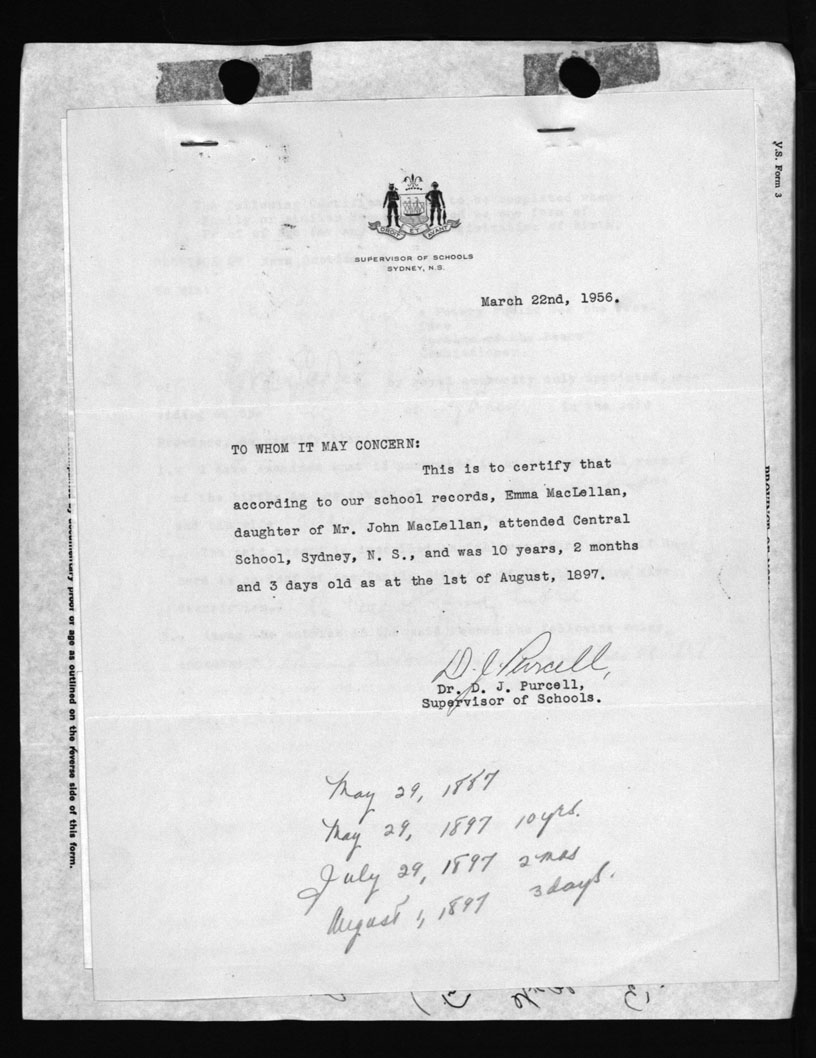 V.S. Form 3
OROIT ET AVANT
SUPERVISOR OF SCHOOLS
SYDNEY, N.S.
March 22nd, 1956.
TO WHOM IT MAY CONCERN:
This is to certify that
according to our school records, Emma MacLellan,
daughter of Mr. John MacLellan, attended Central
School, Sydney, N. S., and was 10 years, 2 months
and 3 days old as at the 1st of August, 1897.
D. J. Purcell,
Dr. D. J. Purcell,
Supervisor of Schools.
May 29, 1887
May 29, 1897 10 yrs.
July 29, 1897 2 mos
August 1, 1897 3 days.
proof of age as outlined on the reverse side of this form.